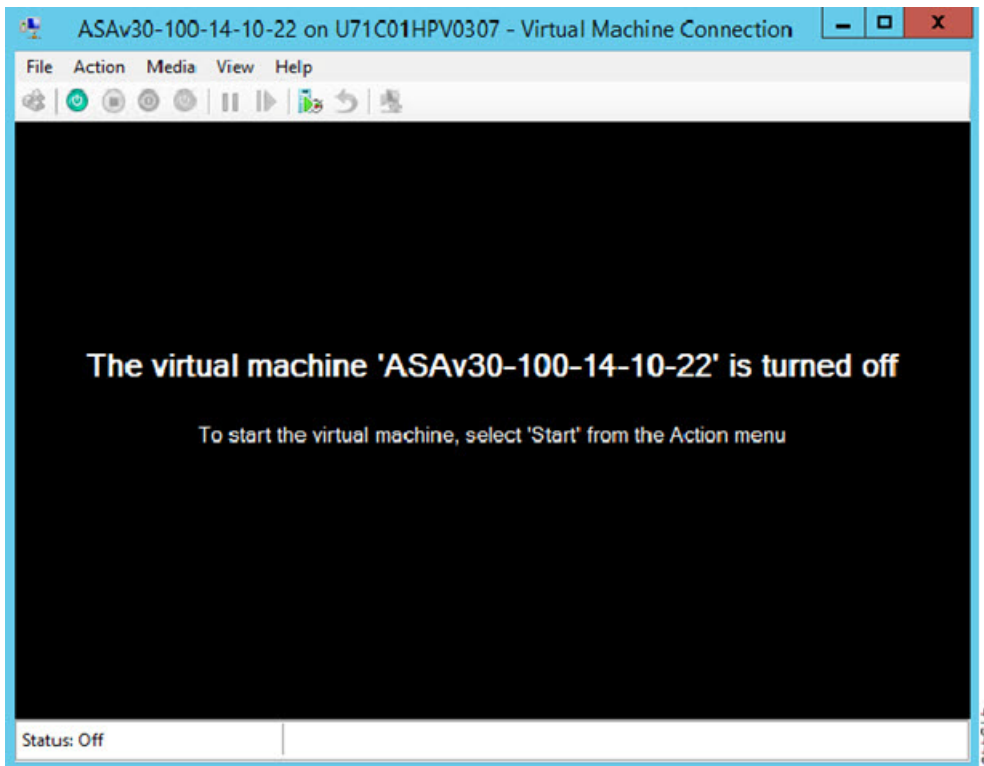 ASAv30-100-14-10-22 on U71C01HPV0307 - Virtual Machine Connection
File Action Media View Help
The virtual machine 'ASAv30-100-14-10-22' is turned off
To start the virtual machine, select 'Start' from the Action menu
Status: Off